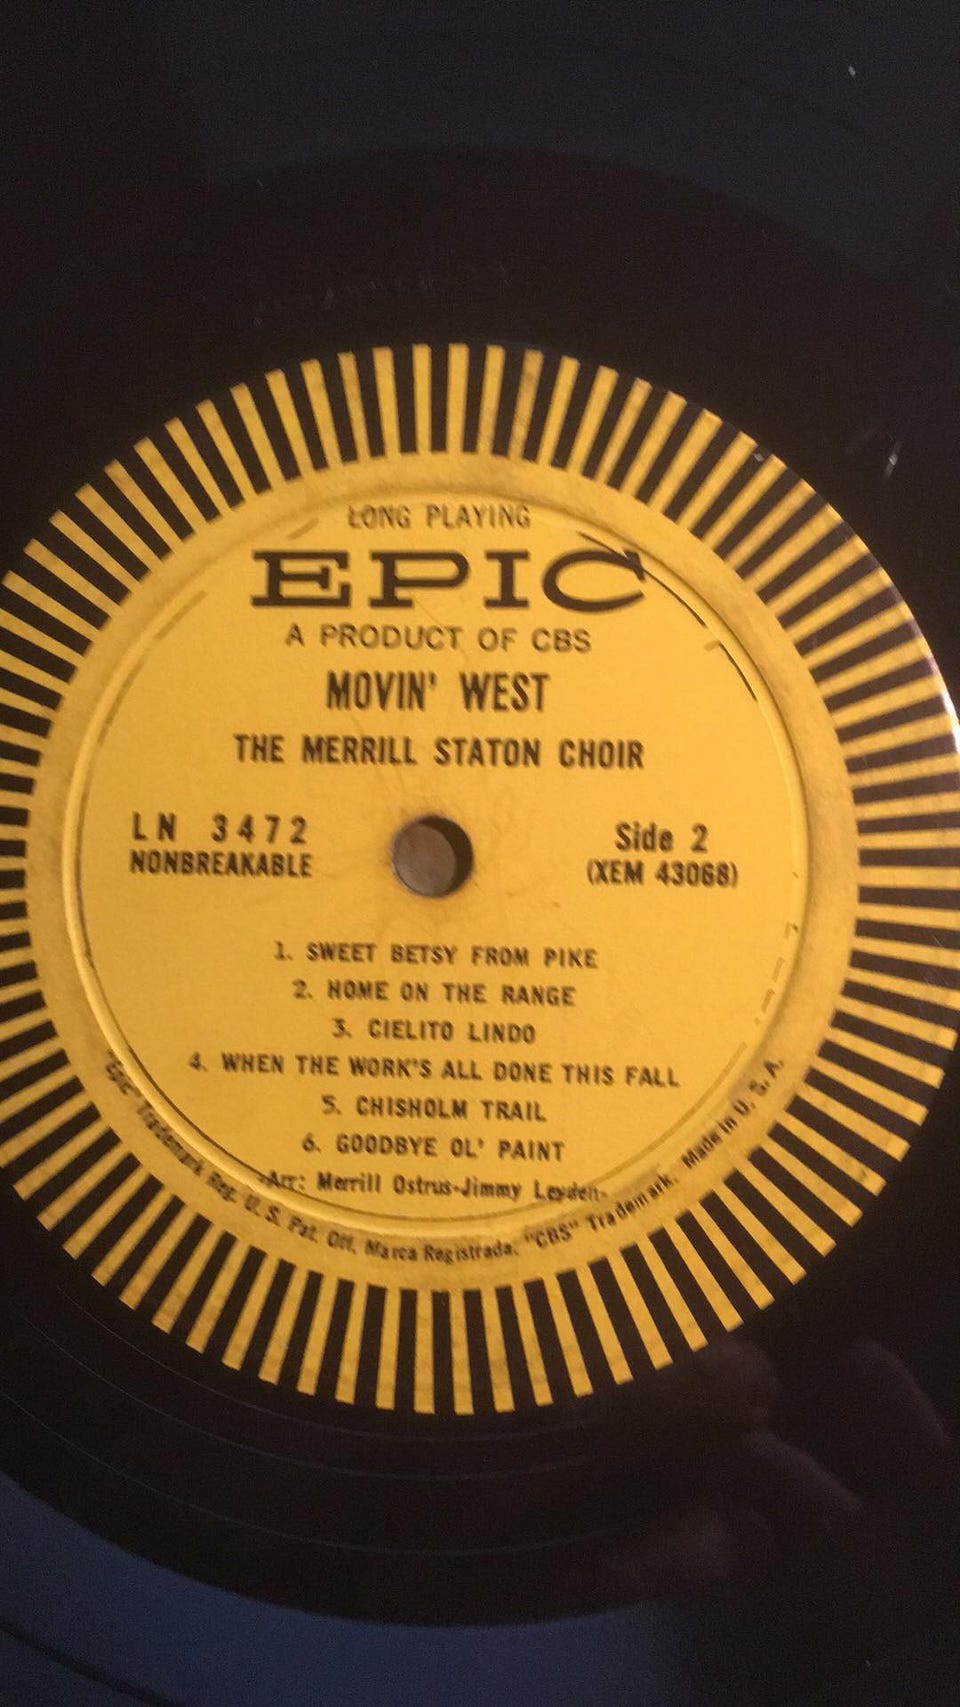 LONG PLAYING
EPIC
A PRODUCT OF CBS
MOVIN' WEST
THE MERRILL STATON CHOIR
LN 3472
NONBREAKABLE
Side 2
(XEM 43068)
1. SWEET BETSY FROM PIKE
2. HOME ON THE RANGE
3. CIELITO LINDO
4. WHEN THE WORK'S ALL DONE THIS FALL
5. CHISHOLM TRAIL
6. GOODBYE OL' PAINT
-Arr: Merrill Ostrus-Jimmy Leyden-
"Epic" Trademark Reg. U. S. Pat. Off. Marca Registrada. "CBS" Trademark. Made in U. S. A.